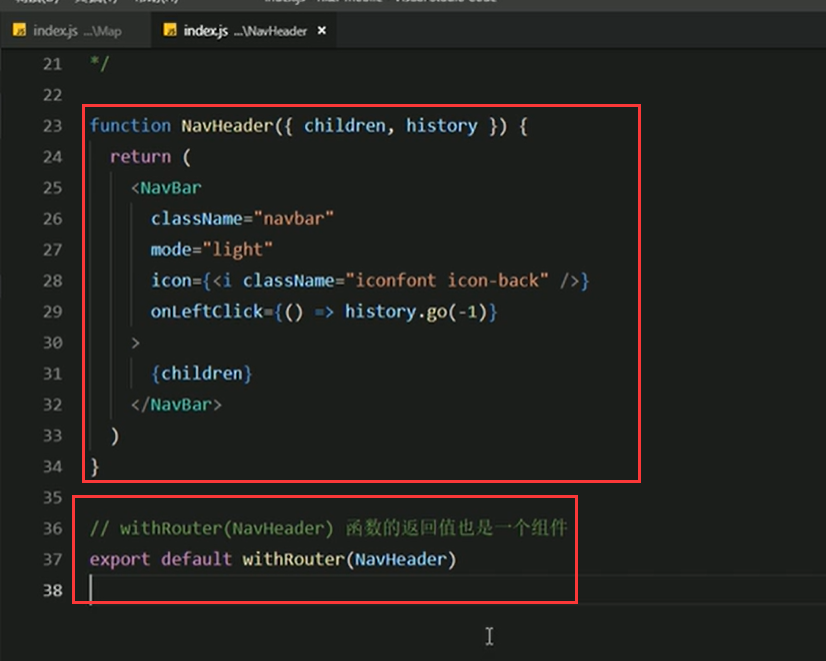 index.js ...\Map
index.js ...\NavHeader ×
21 */
22
23 function NavHeader({ children, history }) {
24 return (
25 <NavBar
26 className="navbar"
27 mode="light"
28 icon={<i className="iconfont icon-back" />}
29 onLeftClick={() => history.go(-1)}
30 >
31 {children}
32 </NavBar>
33 )
34 }
35
36 // withRouter(NavHeader) 函数的返回值也是一个组件
37 export default withRouter(NavHeader)
38